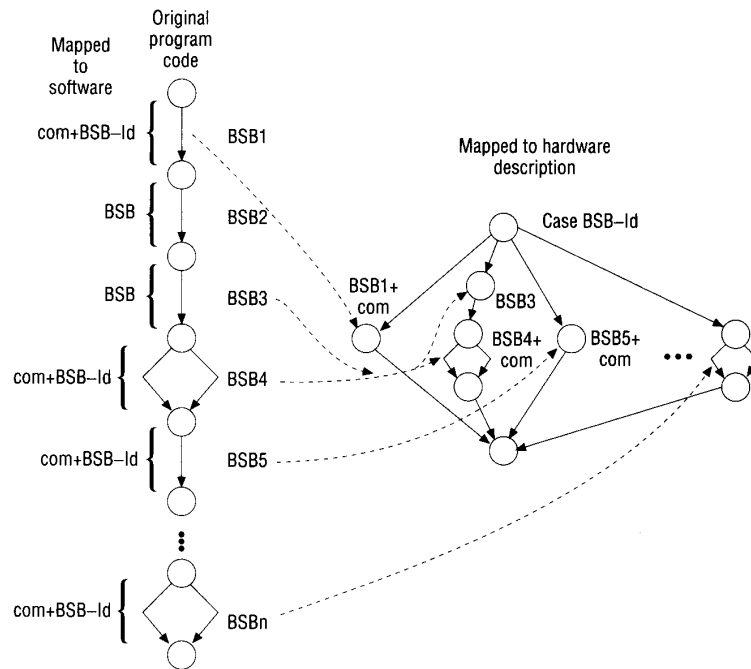 Original
program
code
Mapped
to
software
com+BSB–Id
BSB1
BSB
BSB2
BSB
BSB3
com+BSB–Id
BSB4
com+BSB–Id
BSB5
com+BSB–Id
BSBn
Mapped to hardware
description
Case BSB–Id
BSB1+
com
BSB3
BSB4+
com
BSB5+
com